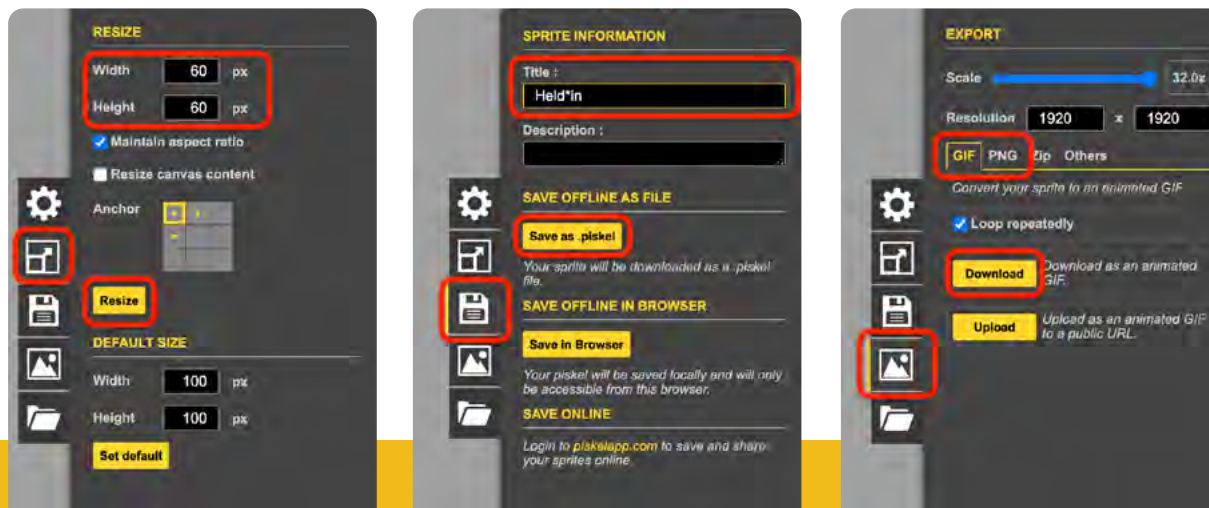 RESIZE
Width 60 px
Height 60 px
Maintain aspect ratio
Resize canvas content
Anchor
Resize
DEFAULT SIZE
Width 100 px
Height 100 px
Set default
SPRITE INFORMATION
Title :
Held*in
Description :
SAVE OFFLINE AS FILE
Save as .piskel
Your sprite will be downloaded as a .piskel
file.
SAVE OFFLINE IN BROWSER
Save in Browser
Your piskel will be saved locally and will only
be accessible from this browser.
SAVE ONLINE
Login to piskelapp.com to save and share
your sprites online.
EXPORT
Scale 32.0x
Resolution 1920 x 1920
GIF PNG Zip Others
Convert your sprite to an animated GIF
Loop repeatedly
Download Download as an animated
GIF.
Upload Upload as an animated GIF
to a public URL.